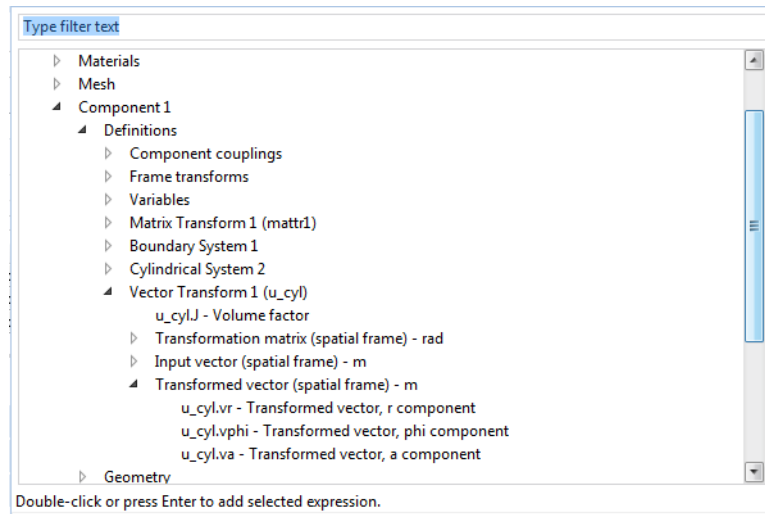 Type filter text
Materials
Mesh
Component 1
Definitions
Component couplings
Frame transforms
Variables
Matrix Transform 1 (mattr1)
Boundary System 1
Cylindrical System 2
Vector Transform 1 (u_cyl)
u_cyl.J - Volume factor
Transformation matrix (spatial frame) - rad
Input vector (spatial frame) - m
Transformed vector (spatial frame) - m
u_cyl.vr - Transformed vector, r component
u_cyl.vphi - Transformed vector, phi component
u_cyl.va - Transformed vector, a component
Geometry
Double-click or press Enter to add selected expression.